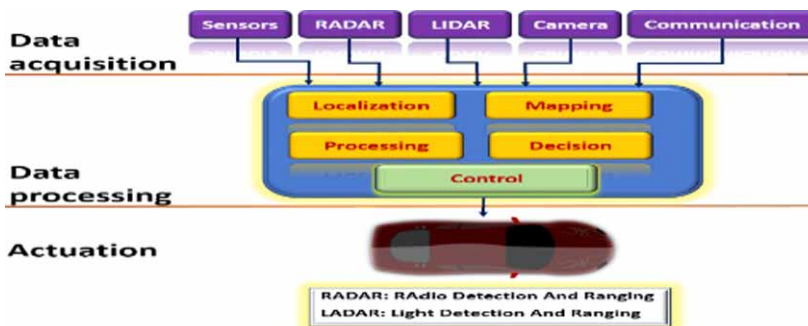 Sensors RADAR LIDAR Camera Communication
Data
acquisition
Localization Mapping
Processing Decision
Data
processing
Control
Actuation
RADAR: RAdio Detection And Ranging
LADAR: Light Detection And Ranging